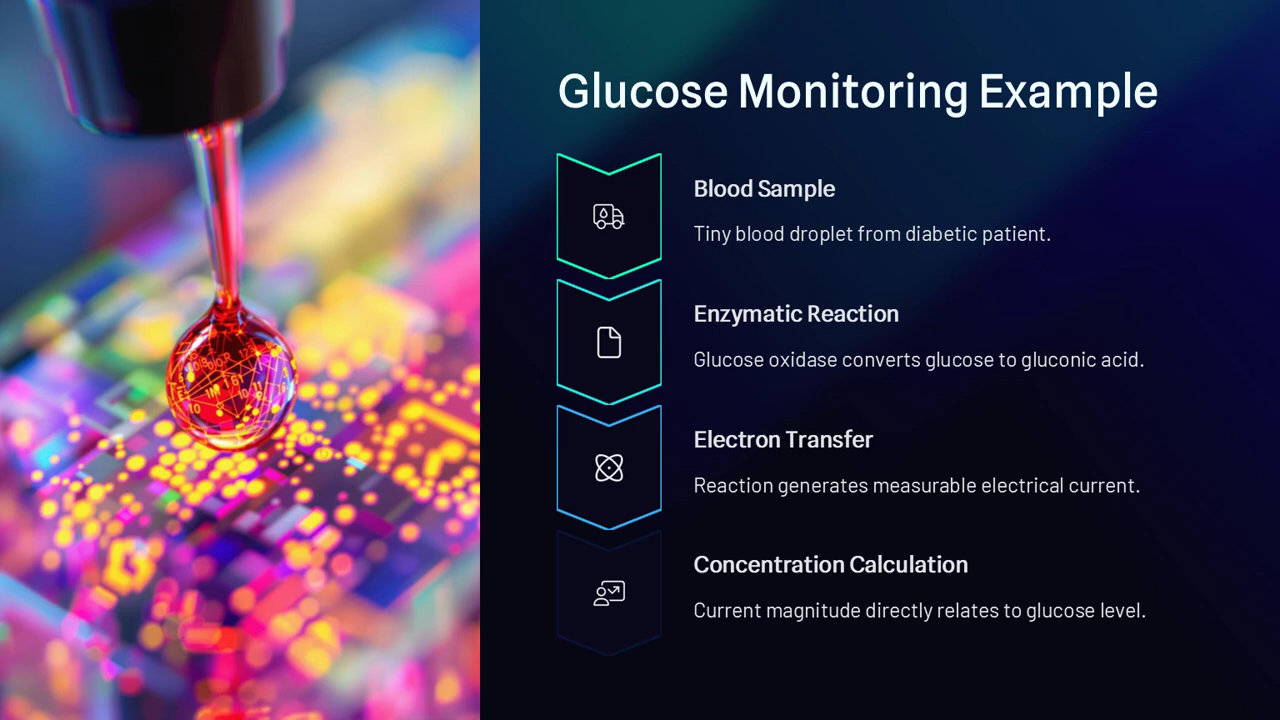 Glucose Monitoring Example
Blood Sample
Tiny blood droplet from diabetic patient.
Enzymatic Reaction
Glucose oxidase converts glucose to gluconic acid.
Electron Transfer
Reaction generates measurable electrical current.
Concentration Calculation
Current magnitude directly relates to glucose level.